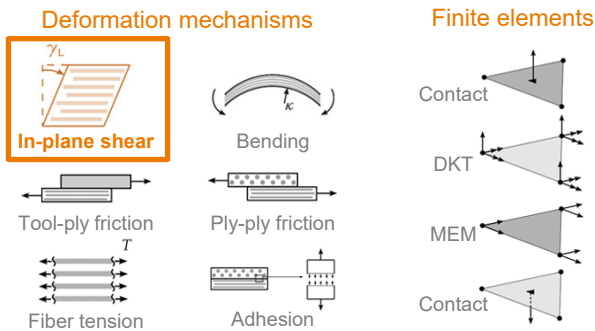 Deformation mechanisms
Finite elements
γL
In-plane shear
κ
Bending
Tool-ply friction
Ply-ply friction
T
Fiber tension
Adhesion
Contact
DKT
MEM
Contact